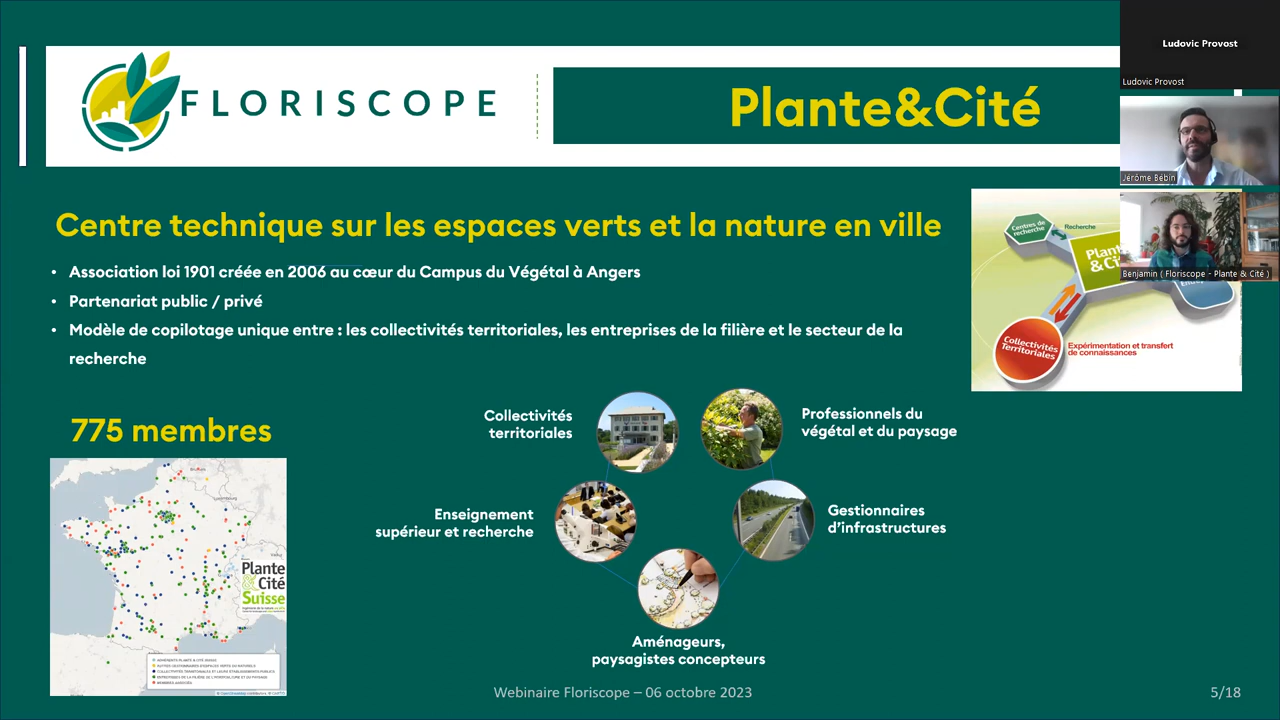 FLORISCOPE
Plante&Cité
Ludovic Provost
Ludovic Provost
Jérôme Bébin
Benjamin ( Floriscope - Plante & Cité )
Centre technique sur les espaces verts et la nature en ville
• Association loi 1901 créée en 2006 au cœur du Campus du Végétal à Angers
• Partenariat public / privé
• Modèle de copilotage unique entre : les collectivités territoriales, les entreprises de la filière et le secteur de la
recherche
Centres de
recherche
Recherche
Collectivités
Territoriales
Expérimentation et transfert
de connaissances
775 membres
Plante
&Cité
Suisse
Collectivités
territoriales
Professionnels du
végétal et du paysage
Enseignement
supérieur et recherche
Gestionnaires
d'infrastructures
Aménageurs,
paysagistes concepteurs
Webinaire Floriscope – 06 octobre 2023
5/18